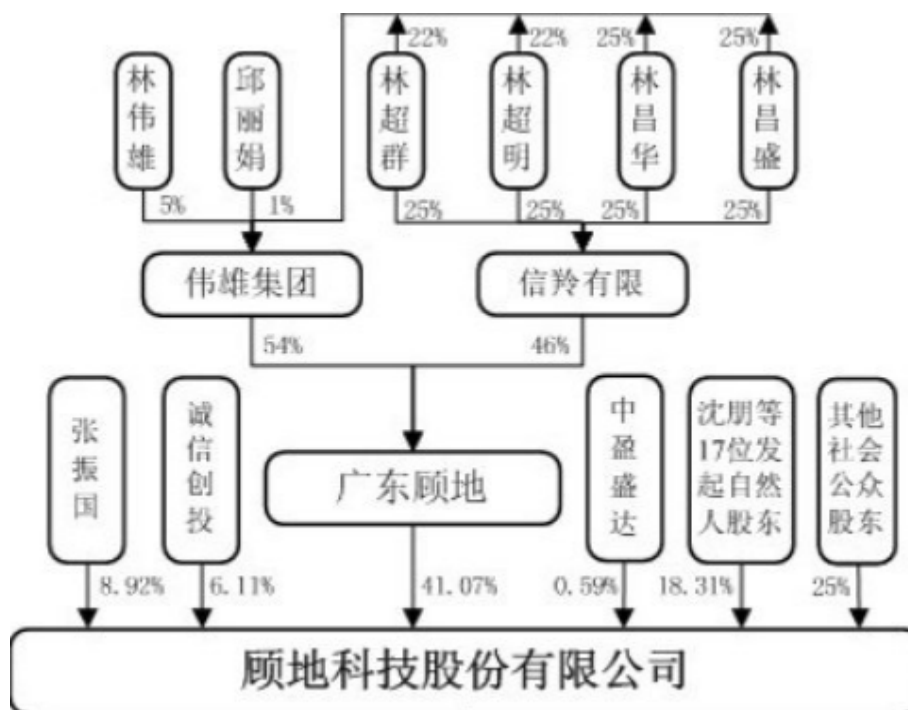 22%
22%
25%
25%
林伟雄
邱丽娟
林超群
林超明
林昌华
林昌盛
5%
1%
25%
25%
25%
25%
伟雄集团
信羚有限
54%
46%
张振国
诚信创投
广东顾地
中盈盛达
沈朋等
17位发
起自然
人股东
其他
社会
公众
股东
8.92%
6.11%
41.07%
0.59%
18.31%
25%
顾地科技股份有限公司